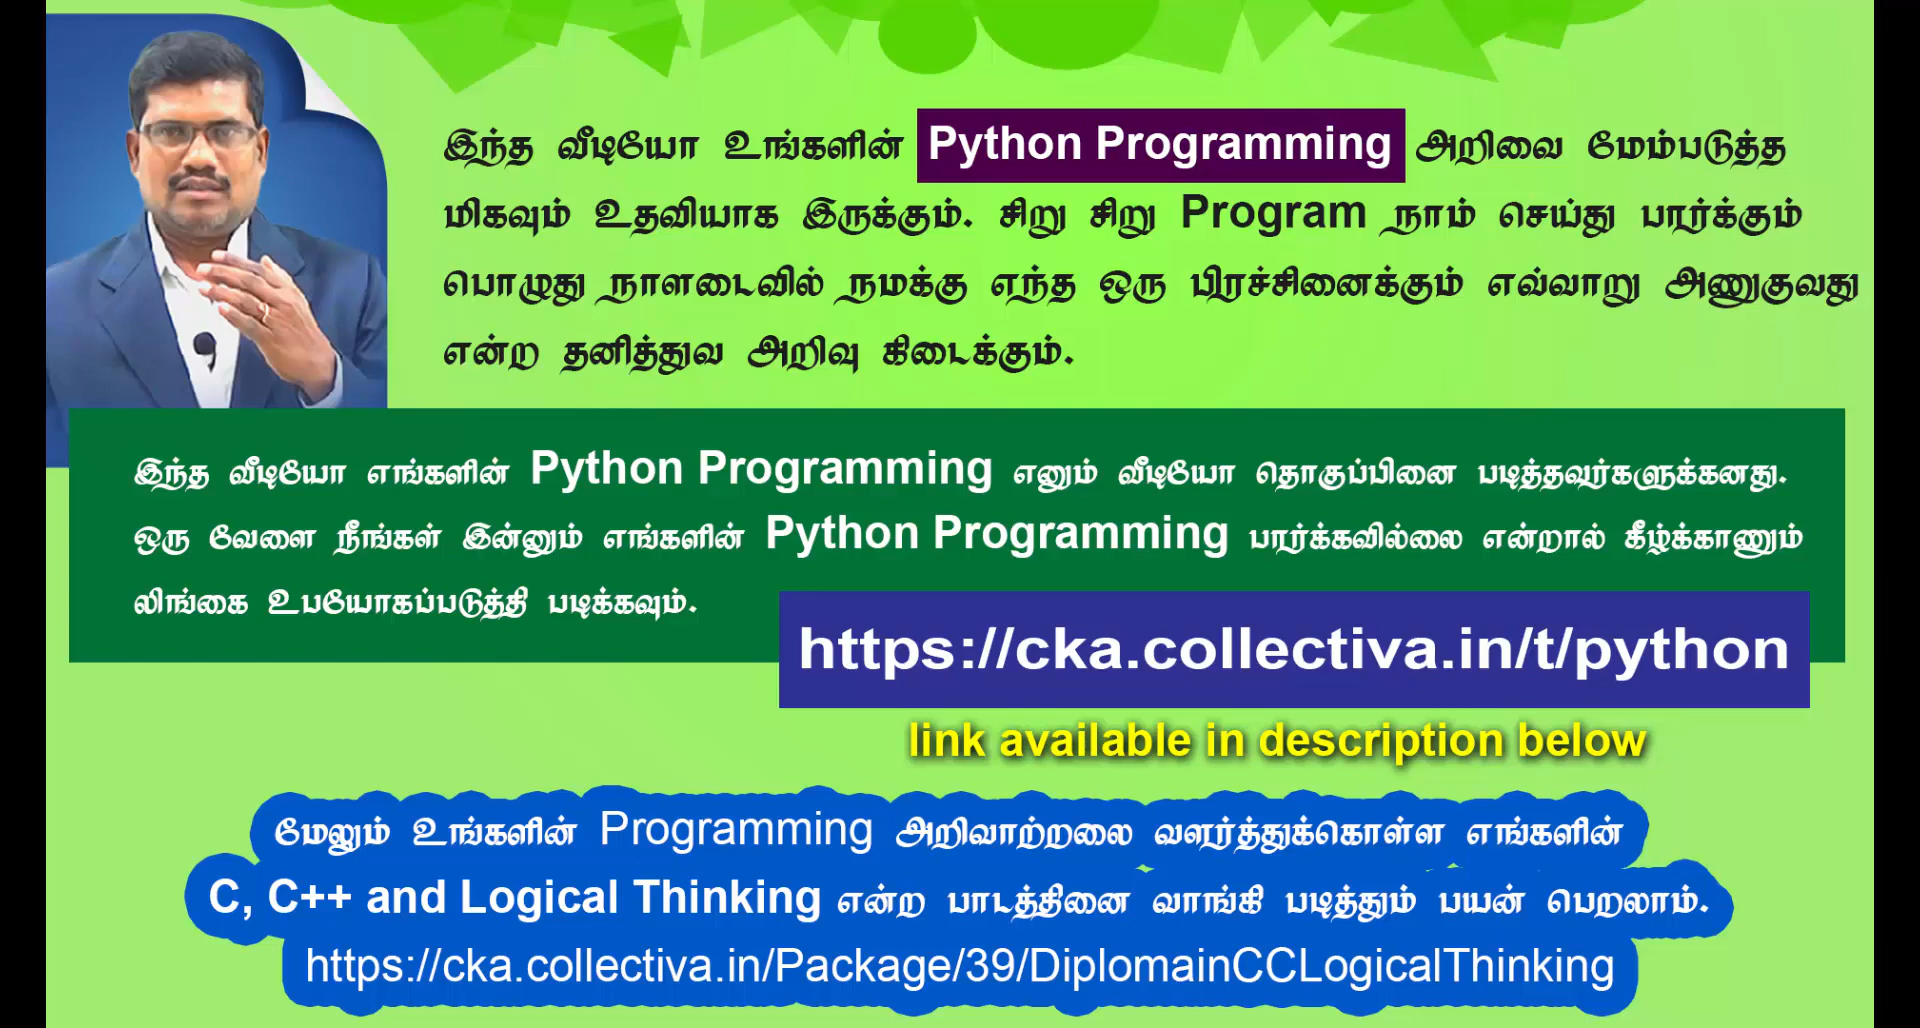 இந்த வீடியோ உங்களின் Python Programming அறிவை மேம்படுத்த
மிகவும் உதவியாக இருக்கும். சிறு சிறு Program நாம் செய்து பார்க்கும்
பொழுது நாளடைவில் நமக்கு எந்த ஒரு பிரச்சினைக்கும் எவ்வாறு அணுகுவது
என்ற தனித்துவ அறிவு கிடைக்கும்.
இந்த வீடியோ எங்களின் Python Programming எனும் வீடியோ தொகுப்பினை படித்தவர்களுக்கனது.
ஒரு வேளை நீங்கள் இன்னும் எங்களின் Python Programming பார்க்கவில்லை என்றால் கீழ்க்காணும்
லிங்கை உபயோகப்படுத்தி படிக்கவும்.
https://cka.collectiva.in/t/python
link available in description below
மேலும் உங்களின் Programming அறிவாற்றலை வளர்த்துக்கொள்ள எங்களின்
C, C++ and Logical Thinking என்ற பாடத்தினை வாங்கி படித்தும் பயன் பெறலாம்.
https://cka.collectiva.in/Package/39/DiplomainCCLogicalThinking